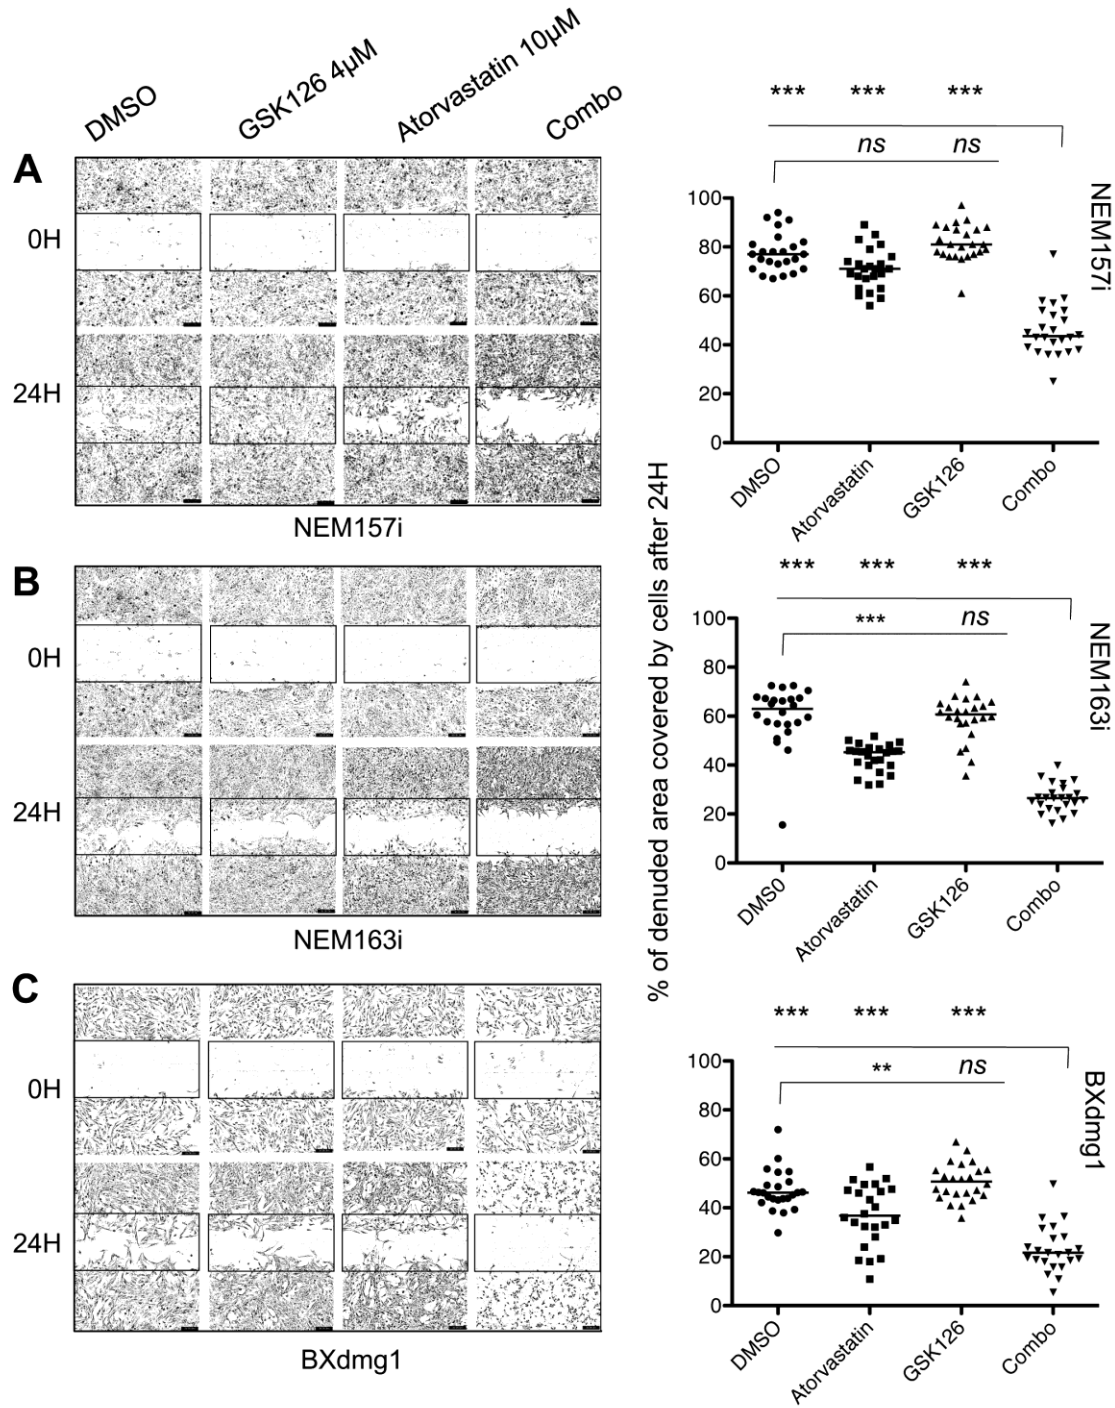 DMSO
GSK126 4µM
Atorvastatin 10µM
Combo
A
0H
24H
NEM157i
B
0H
24H
NEM163i
C
0H
24H
BXdmg1
% of denuded area covered by cells after 24H
*** *** ***
ns ns
NEM157i
100
80
60
40
20
0
DMSO
Atorvastatin
GSK126
Combo
*** *** ***
*** ns
NEM163i
100
80
60
40
20
0
DMSO
Atorvastatin
GSK126
Combo
*** *** ***
** ns
BXdmg1
100
80
60
40
20
0
DMSO
Atorvastatin
GSK126
Combo